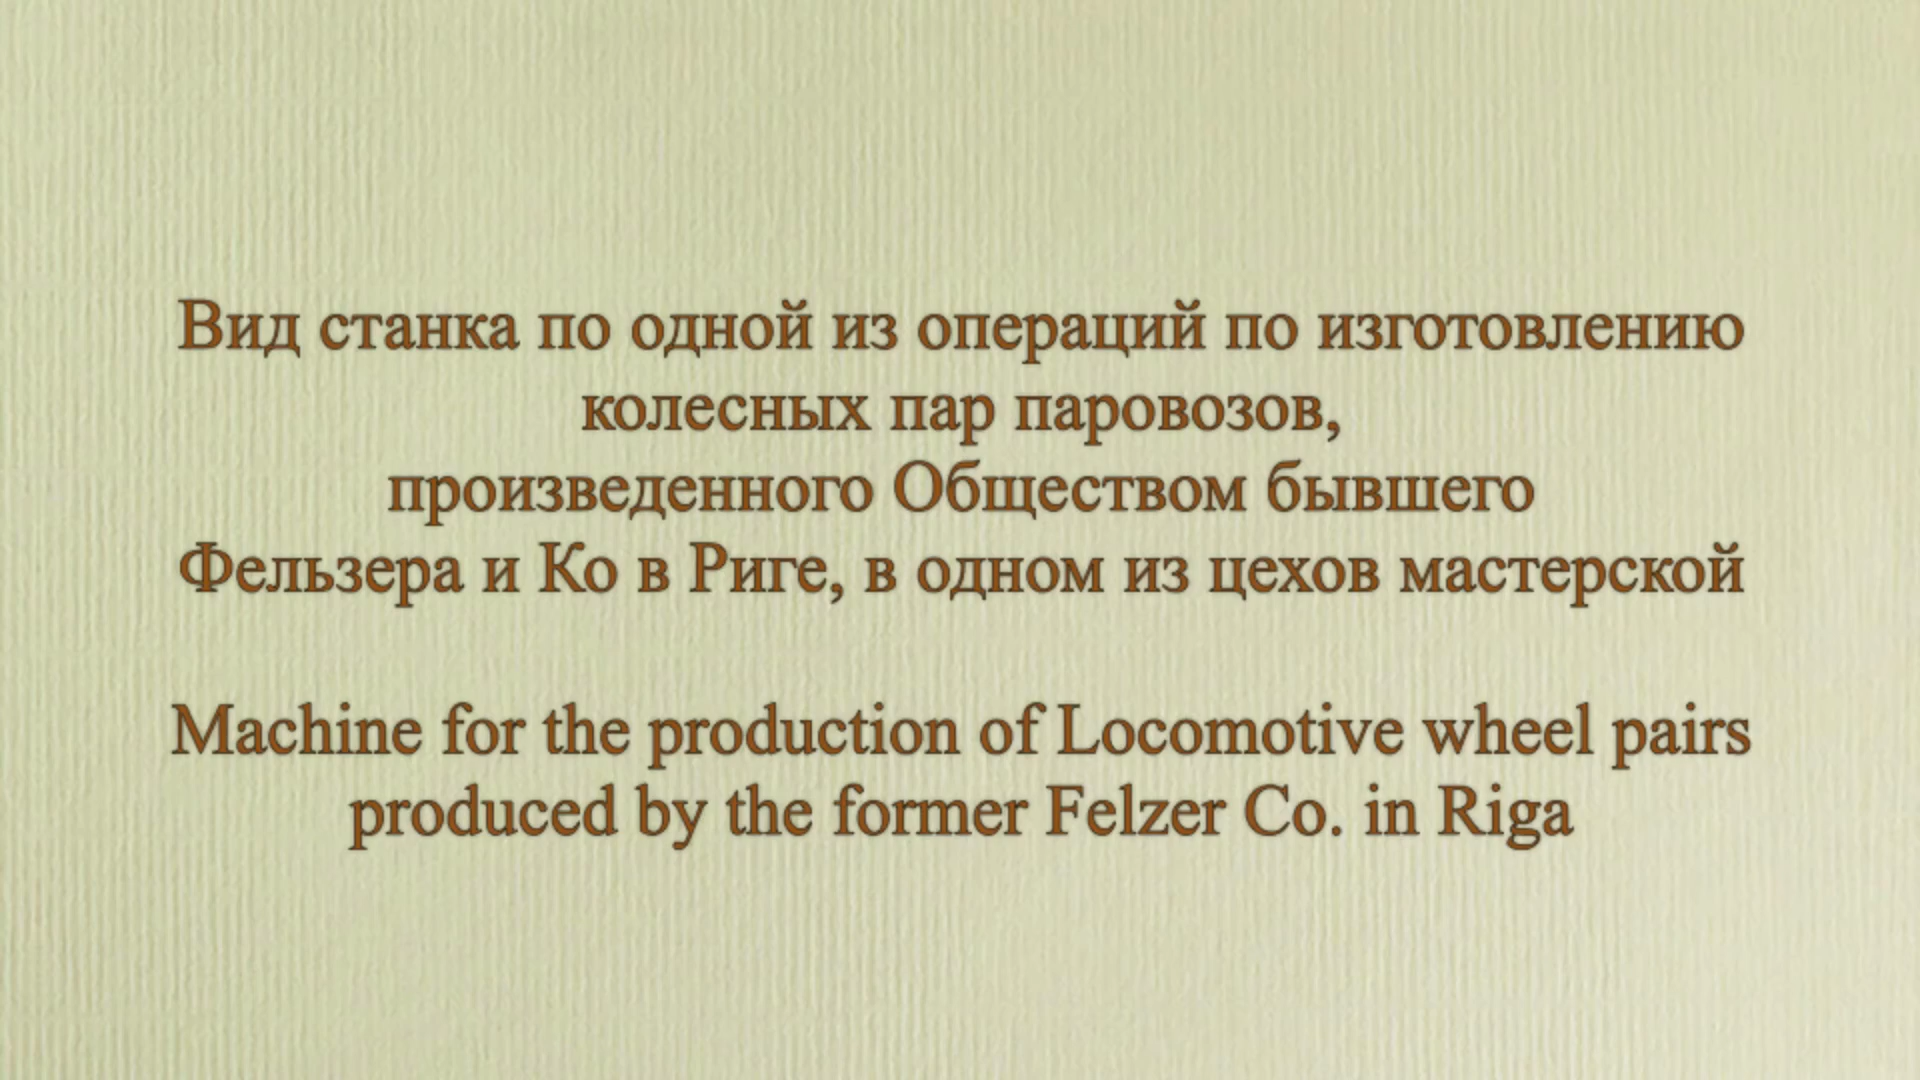 Вид станка по одной из операций по изготовлению
колесных пар паровозов,
произведенного Обществом бывшего
Фельзера и Ко в Риге, в одном из цехов мастерской
Machine for the production of Locomotive wheel pairs
produced by the former Felzer Co. in Riga